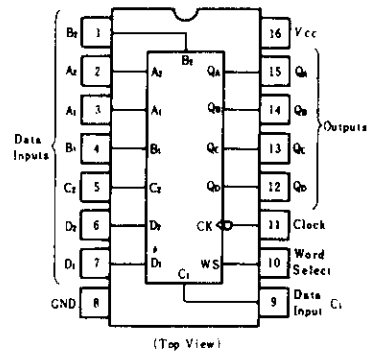 B₂ 1 16 Vcc
B₂
A₂ 2 A₂ QA 15 QA
A₁ 3 A₁ QB 14 QB
Data Inputs
Outputs
B₁ 4 B₁ QC 13 QC
C₂ 5 C₂ QD 12 QD
D₂ 6 D₂ CK 11 Clock
D₁ 7 D₁ WS 10 Word Select
C₁
GND 8 9 Data Input C₁
(Top View)